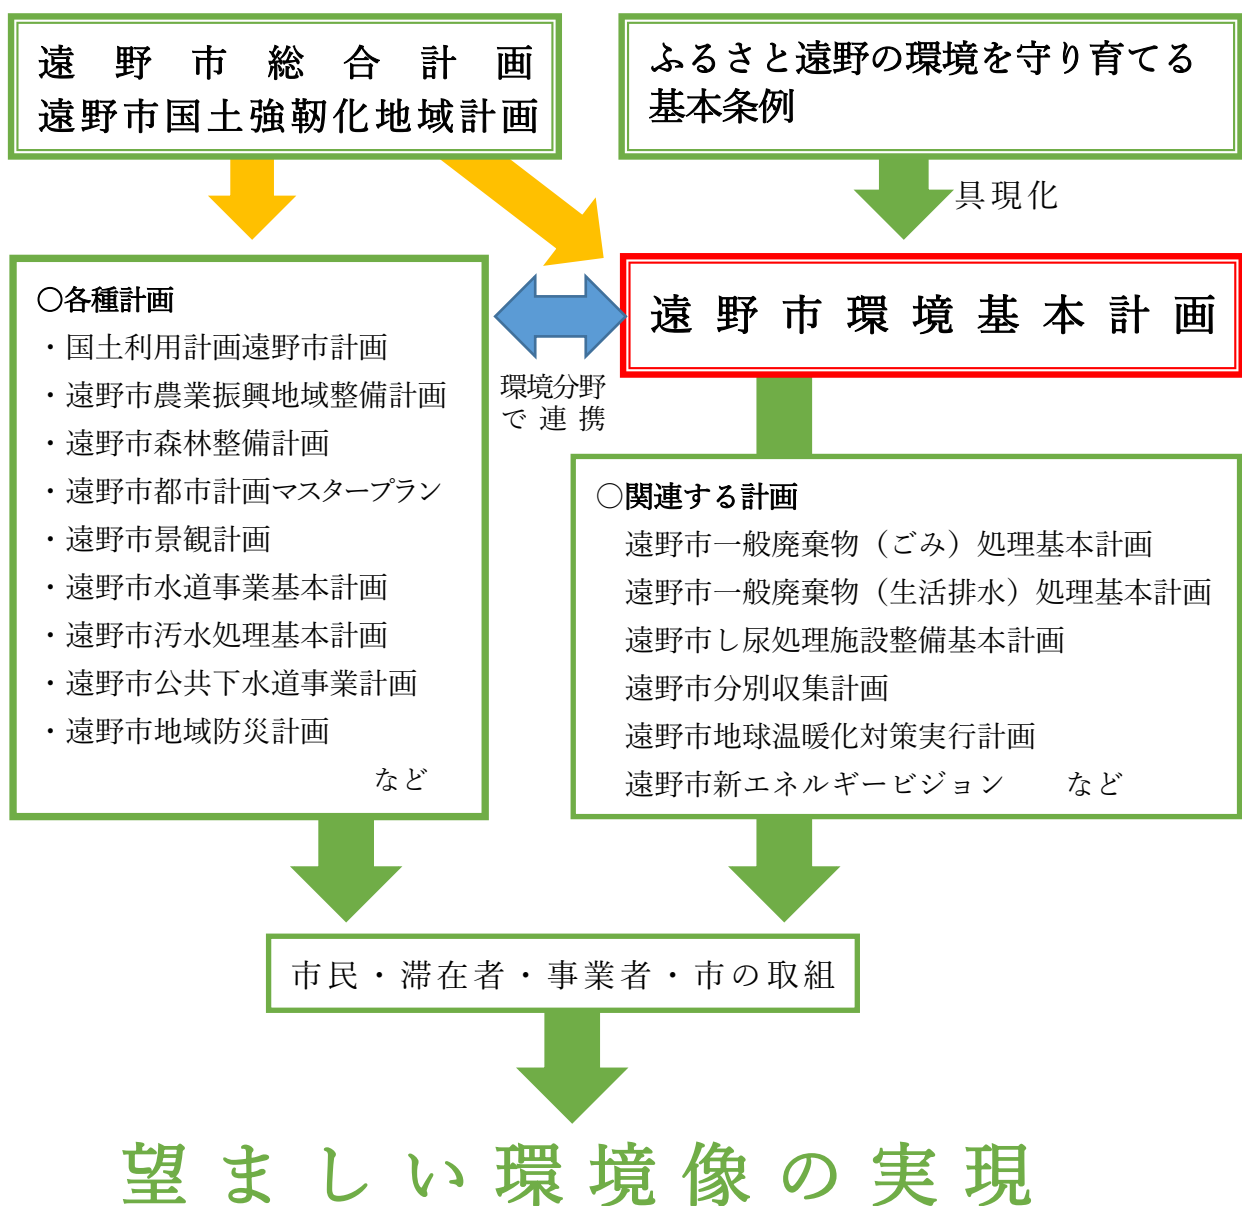 遠野市総合計画
遠野市国土強靭化地域計画
ふるさと遠野の環境を守り育てる
基本条例
具現化
〇各種計画
・国土利用計画遠野市計画
・遠野市農業振興地域整備計画
・遠野市森林整備計画
・遠野市都市計画マスタープラン
・遠野市景観計画
・遠野市水道事業基本計画
・遠野市汚水処理基本計画
・遠野市公共下水道事業計画
・遠野市地域防災計画
など
環境分野
で連携
遠野市環境基本計画
〇関連する計画
遠野市一般廃棄物（ごみ）処理基本計画
遠野市一般廃棄物（生活排水）処理基本計画
遠野市し尿処理施設整備基本計画
遠野市分別収集計画
遠野市地球温暖化対策実行計画
遠野市新エネルギービジョン　　など
市民・滞在者・事業者・市の取組
望ましい環境像の実現